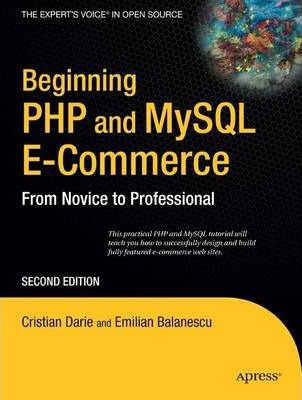 THE EXPERT'S VOICE® IN OPEN SOURCE
Beginning
PHP and MySQL
E-Commerce
From Novice to Professional
This practical PHP and MySQL tutorial will
teach you how to successfully design and build
fully featured e-commerce web sites.
SECOND EDITION
Cristian Darie and Emilian Balanescu
Apress®